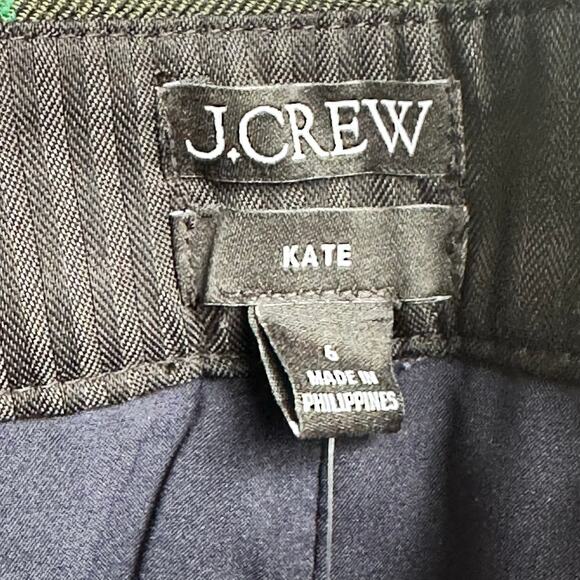 J.CREW
KATE
6
MADE IN
PHILIPPINES